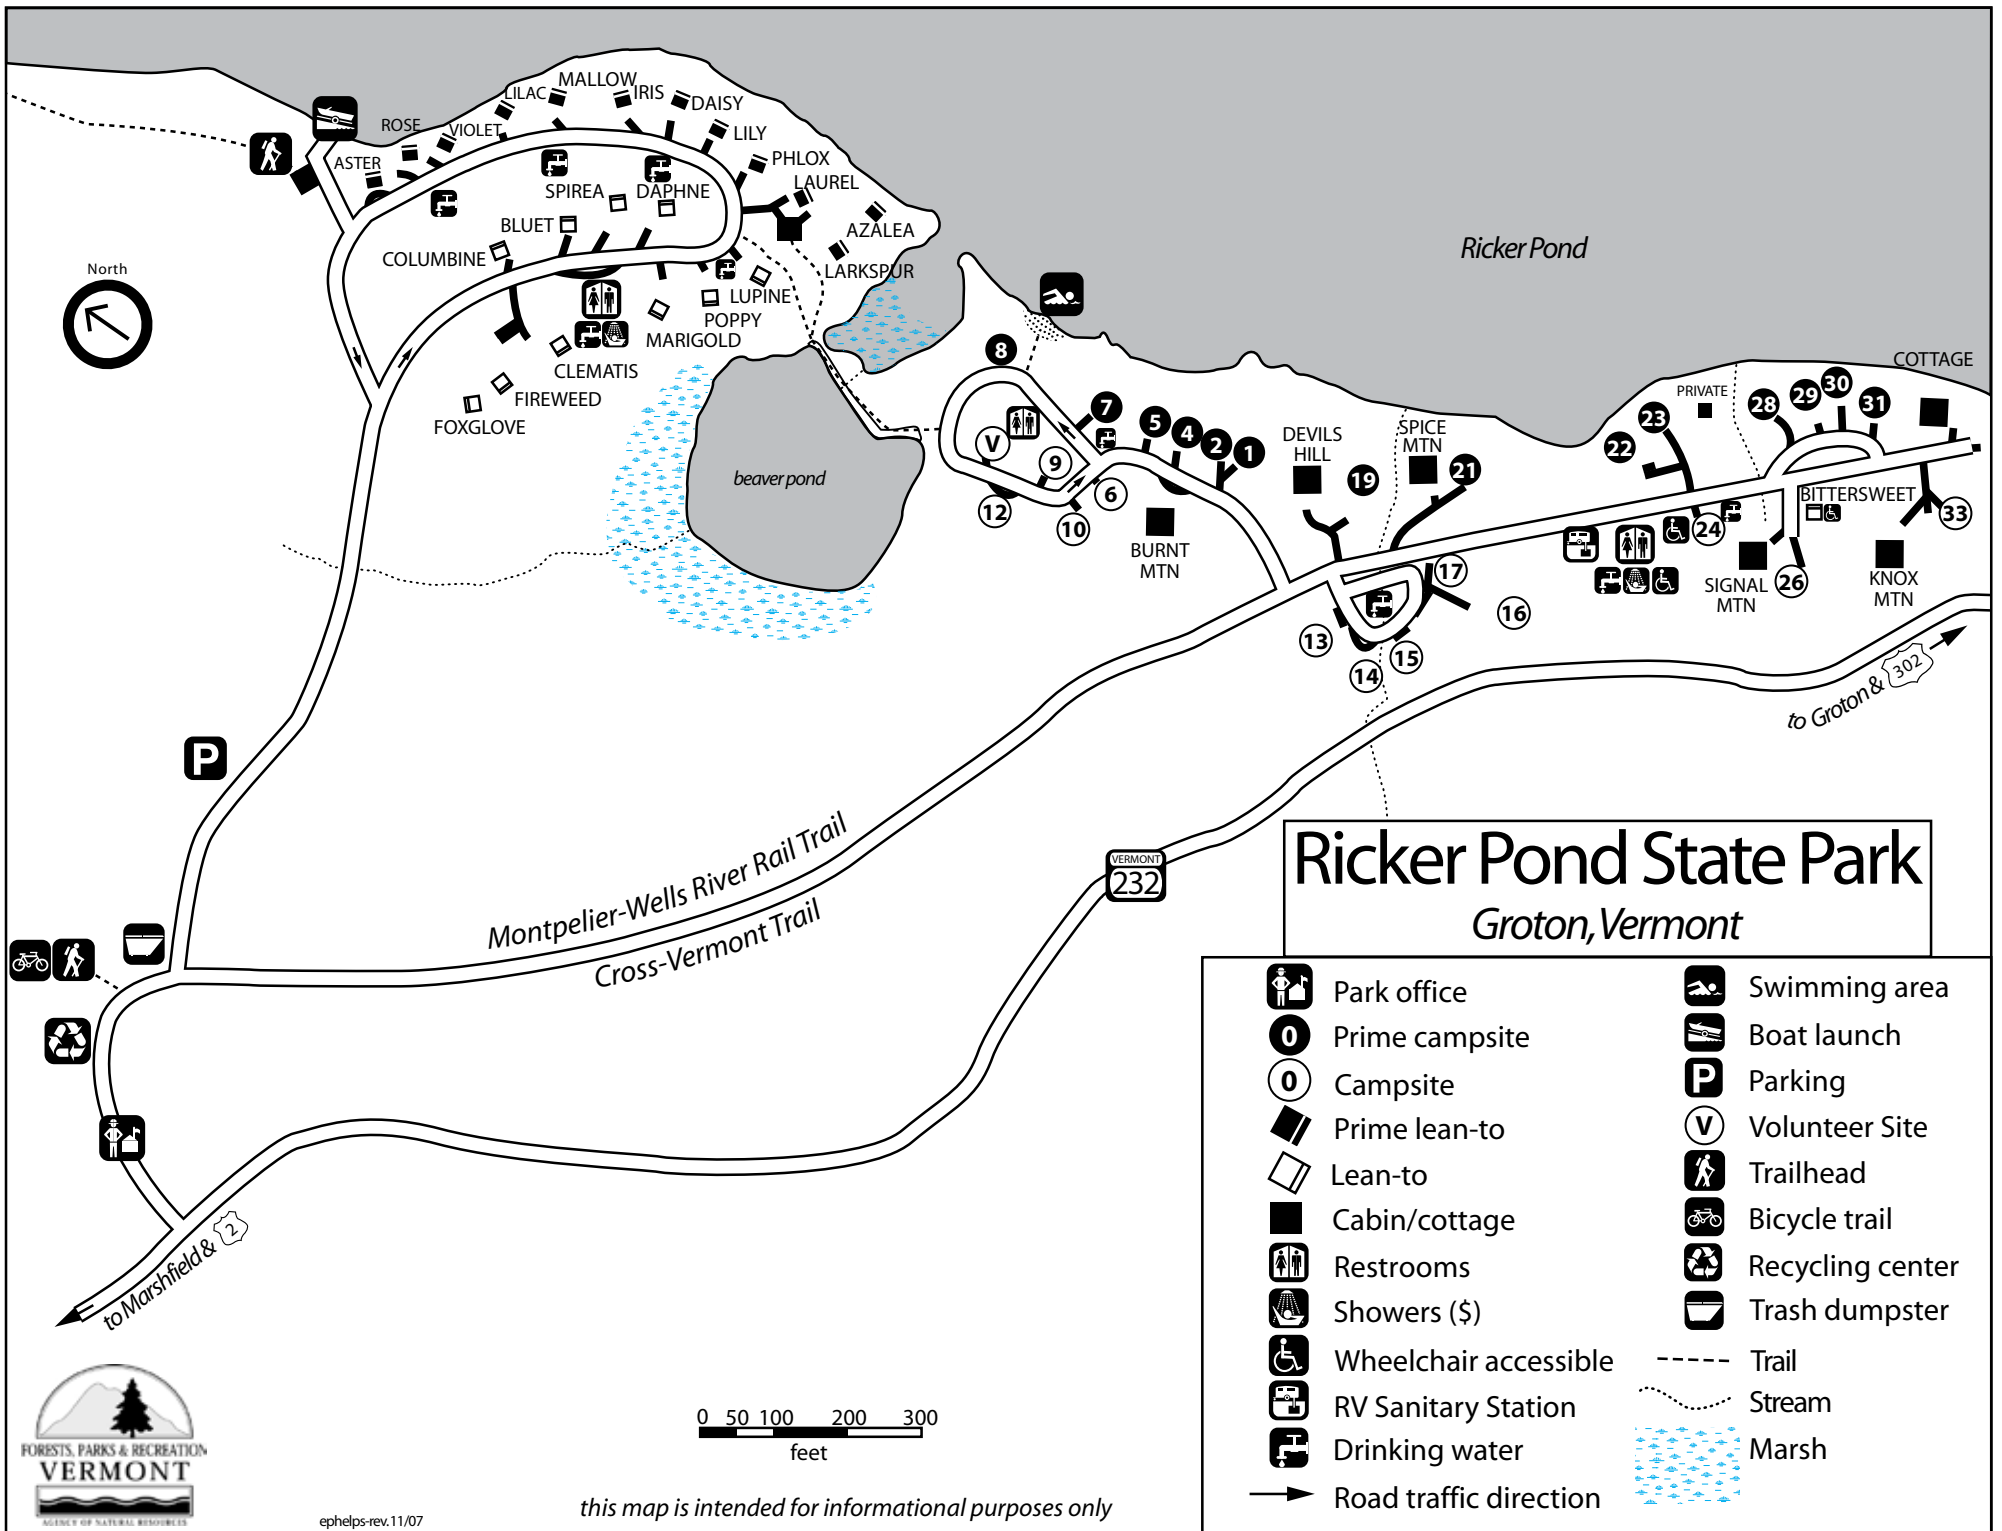 MALLOW
LILAC
IRIS
DAISY
ROSE
VIOLET
LILY
ASTER
PHLOX
LAUREL
SPIREA
DAPHNE
BLUET
AZALEA
COLUMBINE
LARKSPUR
LUPINE
POPPY
MARIGOLD
CLEMATIS
FIREWEED
FOXGLOVE
North
Ricker Pond
beaver pond
8
7
5
4
2
1
V
9
6
12
10
BURNT
MTN
DEVILS
HILL
19
SPICE
MTN
21
22
23
PRIVATE
28
29
30
31
COTTAGE
BITTERSWEET
24
33
SIGNAL
MTN
26
KNOX
MTN
17
16
13
14
15
to Groton & 302
P
Montpelier-Wells River Rail Trail
Cross-Vermont Trail
VERMONT
232
to Marshfield & 2
Ricker Pond State Park
Groton, Vermont
Park office
0 Prime campsite
0 Campsite
Prime lean-to
Lean-to
Cabin/cottage
Restrooms
Showers ($)
Wheelchair accessible
RV Sanitary Station
Drinking water
Road traffic direction
Swimming area
Boat launch
P Parking
V Volunteer Site
Trailhead
Bicycle trail
Recycling center
Trash dumpster
Trail
Stream
Marsh
0 50 100 200 300
feet
this map is intended for informational purposes only
ephelps-rev.11/07
FORESTS, PARKS & RECREATION
VERMONT
AGENCY OF NATURAL RESOURCES